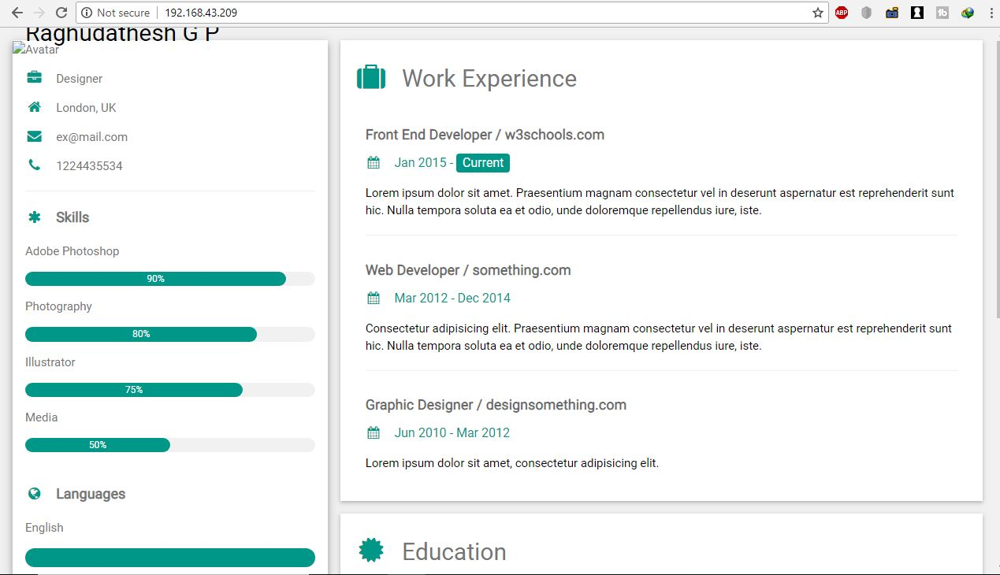 Not secure
192.168.43.209
ABP
Raghudathesh G P
Avatar
Designer
London, UK
ex@mail.com
1224435534
Skills
Adobe Photoshop
90%
Photography
80%
Illustrator
75%
Media
50%
Languages
English
Work Experience
Front End Developer / w3schools.com
Jan 2015 - Current
Lorem ipsum dolor sit amet. Praesentium magnam consectetur vel in deserunt aspernatur est reprehenderit sunt
hic. Nulla tempora soluta ea et odio, unde doloremque repellendus iure, iste.
Web Developer / something.com
Mar 2012 - Dec 2014
Consectetur adipisicing elit. Praesentium magnam consectetur vel in deserunt aspernatur est reprehenderit sunt
hic. Nulla tempora soluta ea et odio, unde doloremque repellendus iure, iste.
Graphic Designer / designsomething.com
Jun 2010 - Mar 2012
Lorem ipsum dolor sit amet, consectetur adipisicing elit.
Education